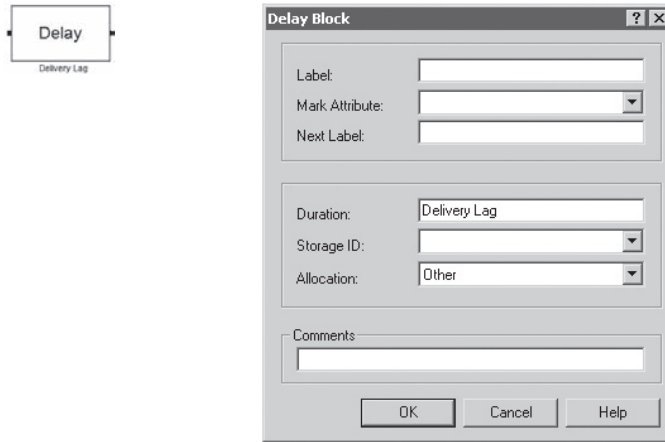 Delay
Delivery Lag
Delay Block
Label:
Mark Attribute:
Next Label:
Duration: Delivery Lag
Storage ID:
Allocation: Other
Comments
OK Cancel Help